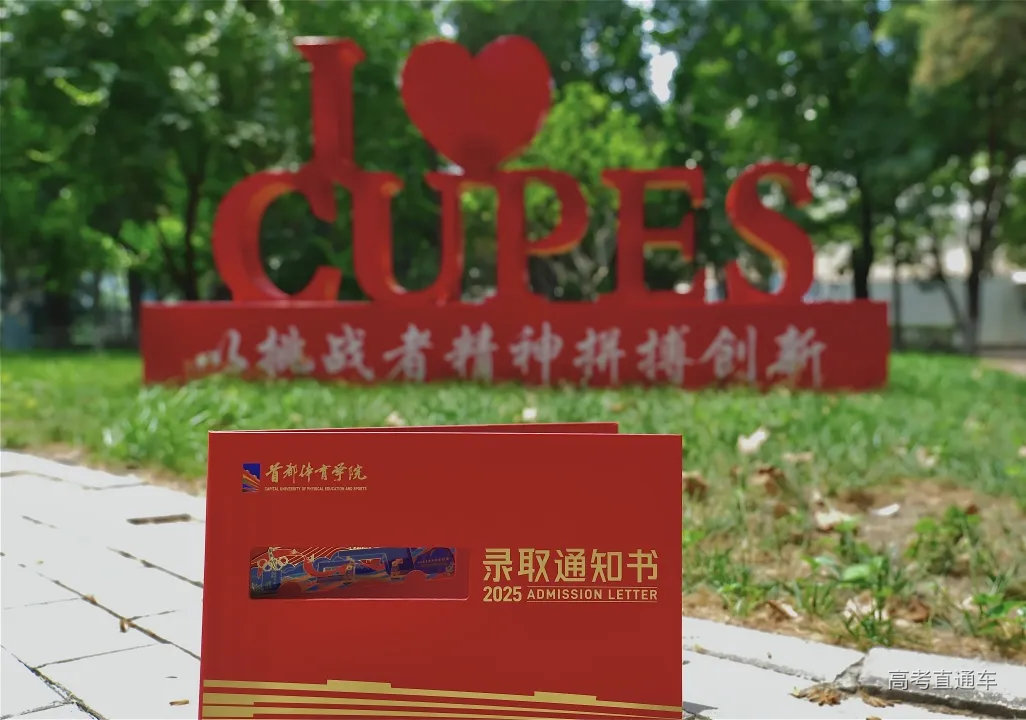 I ❤ CUPES
以挑战者精神拼搏创新
首都体育学院
CAPITAL UNIVERSITY OF PHYSICAL EDUCATION AND SPORTS
录取通知书
2025 ADMISSION LETTER
高考直通车